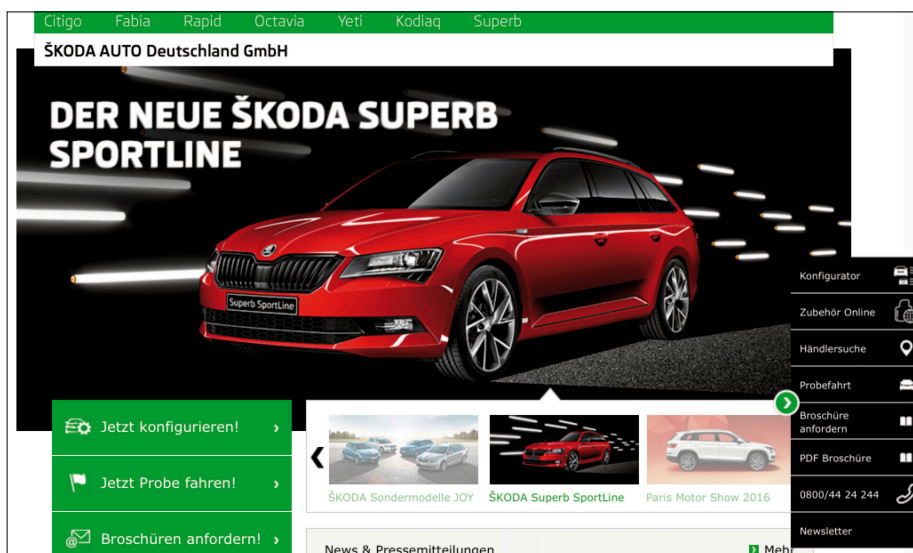 Citigo Fabia Rapid Octavia Yeti Kodiaq Superb
ŠKODA AUTO Deutschland GmbH
DER NEUE ŠKODA SUPERB
SPORTLINE
Superb SportLine
Konfigurator
Zubehör Online
Händlersuche
Probefahrt
Broschüre
anfordern
PDF Broschüre
0800/44 24 244
Newsletter
Jetzt konfigurieren!
Jetzt Probe fahren!
Broschüren anfordern!
ŠKODA Sondermodelle JOY
ŠKODA Superb SportLine
Paris Motor Show 2016
News & Pressemitteilungen